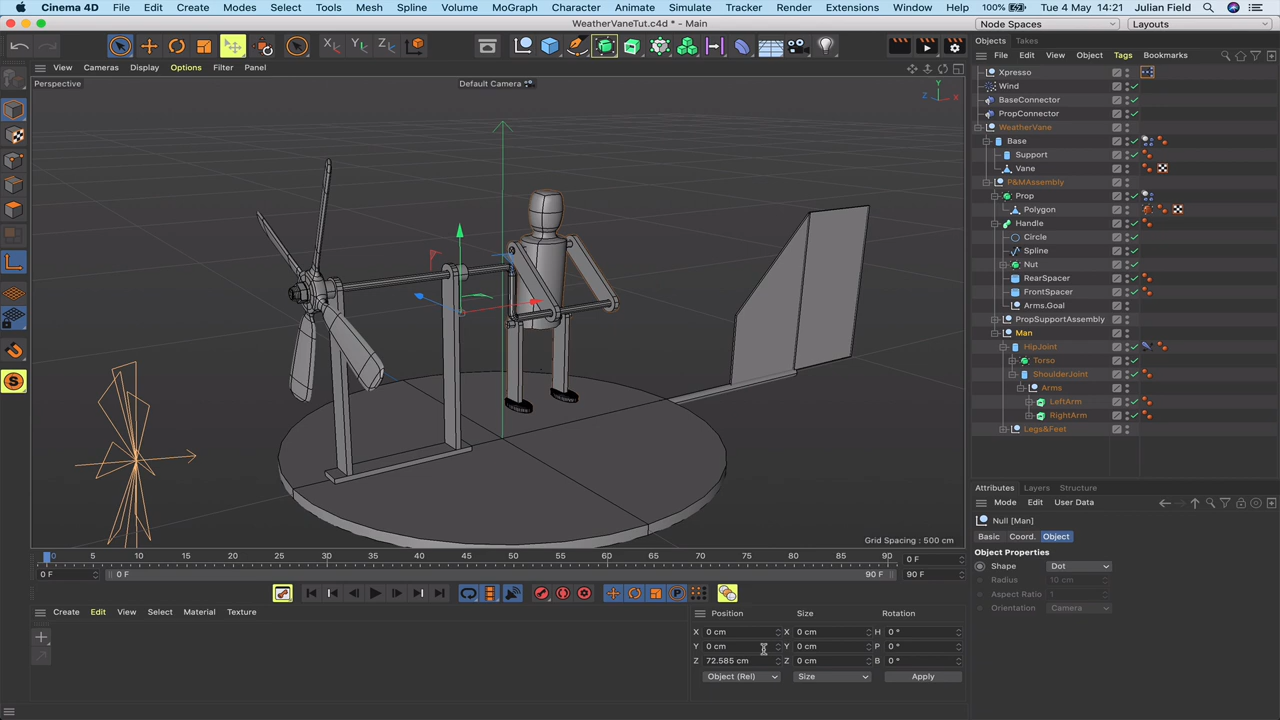 Cinema 4D File Edit Create Modes Select Tools Mesh Spline Volume MoGraph Character Animate Simulate Tracker Render Extensions Window Help 100% Tue 4 May 14:21 Julian Field
WeatherVaneTut.c4d * - Main
Node Spaces Layouts
Objects Takes
View Cameras Display Options Filter Panel
File Edit View Object Tags Bookmarks
Perspective
Default Camera
Y
Z X
Xpresso
Wind
BaseConnector
PropConnector
WeatherVane
Base
Support
Vane
P&MAssembly
Prop
Polygon
Handle
Circle
Spline
Nut
RearSpacer
FrontSpacer
Arms.Goal
PropSupportAssembly
Man
HipJoint
Torso
ShoulderJoint
Arms
LeftArm
RightArm
Legs&Feet
Grid Spacing : 500 cm
Attributes Layers Structure
Mode Edit User Data
Null [Man]
Basic Coord. Object
Object Properties
Shape Dot
Radius 10 cm
Aspect Ratio 1
Orientation Camera
0 5 10 15 20 25 30 35 40 45 50 55 60 65 70 75 80 85 90 0 F
0 F 0 F 90 F 90 F
Create Edit View Select Material Texture
Position Size Rotation
X 0 cm X 0 cm H 0 °
Y 0 cm Y 0 cm P 0 °
Z 72.585 cm Z 0 cm B 0 °
Object (Rel) Size Apply